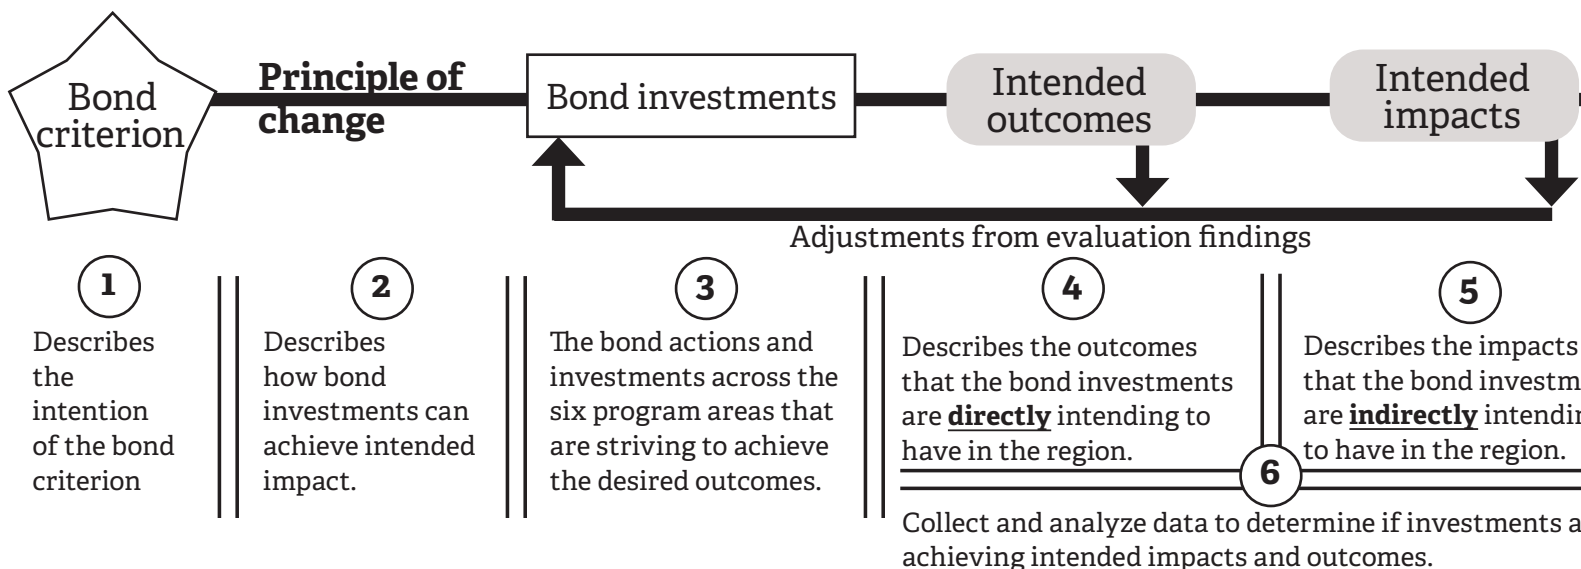 Bond
criterion
Principle of
change
Bond investments
Intended
outcomes
Intended
impacts
Adjustments from evaluation findings
1
Describes
the
intention
of the bond
criterion
2
Describes
how bond
investments can
achieve intended
impact.
3
The bond actions and
investments across the
six program areas that
are striving to achieve
the desired outcomes.
4
Describes the outcomes
that the bond investments
are directly intending to
have in the region.
5
Describes the impacts
that the bond investm
are indirectly intendin
to have in the region.
6
Collect and analyze data to determine if investments a
achieving intended impacts and outcomes.